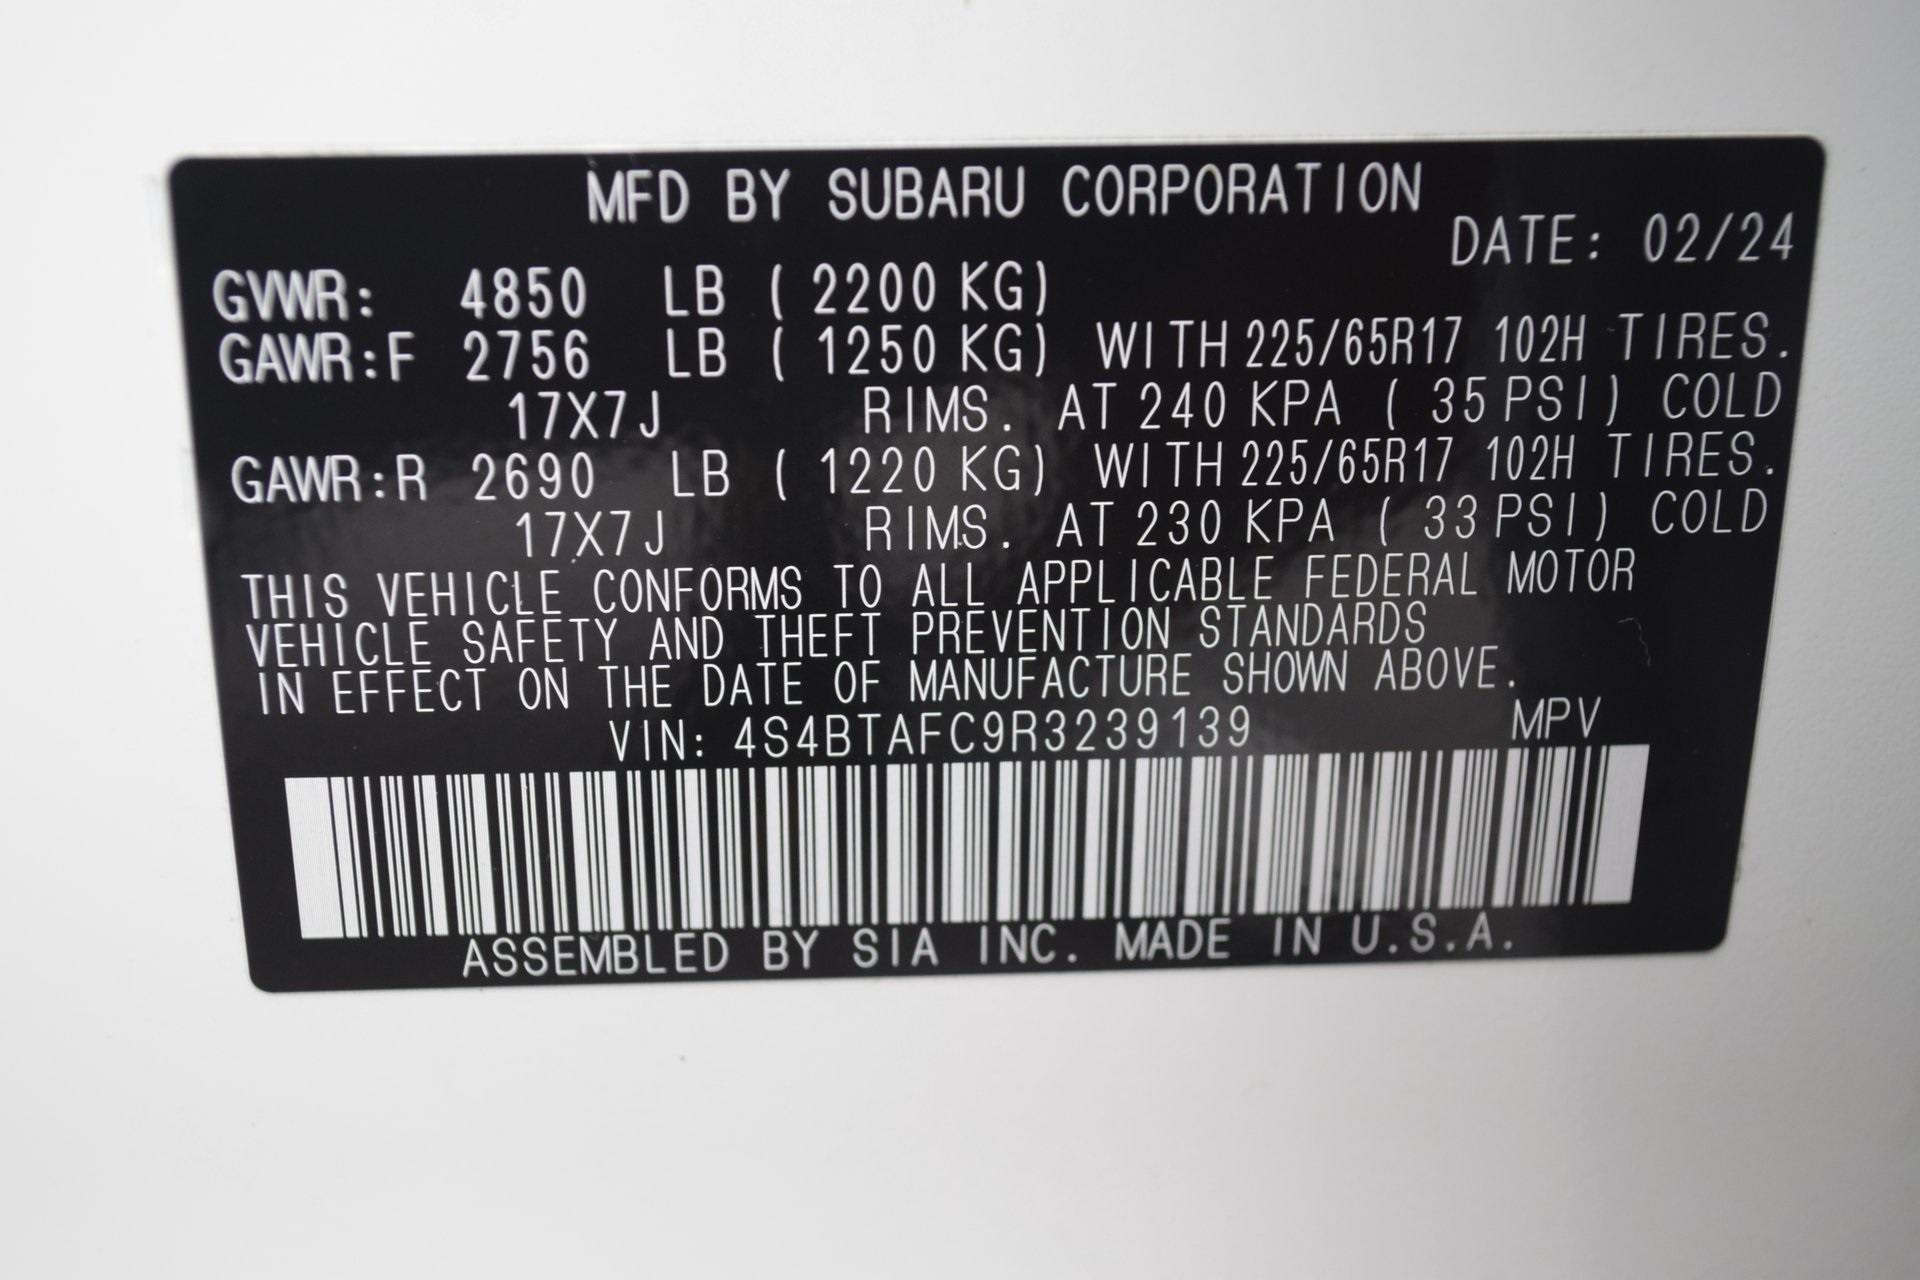 MFD BY SUBARU CORPORATION
DATE: 02/24
GVWR: 4850 LB ( 2200 KG)
GAWR:F 2756 LB ( 1250 KG) WITH 225/65R17 102H TIRES.
17X7J RIMS. AT 240 KPA ( 35 PSI) COLD
GAWR:R 2690 LB ( 1220 KG) WITH 225/65R17 102H TIRES.
17X7J RIMS. AT 230 KPA ( 33 PSI) COLD
THIS VEHICLE CONFORMS TO ALL APPLICABLE FEDERAL MOTOR
VEHICLE SAFETY AND THEFT PREVENTION STANDARDS
IN EFFECT ON THE DATE OF MANUFACTURE SHOWN ABOVE.
VIN: 4S4BTAFC9R3239139 MPV
ASSEMBLED BY SIA INC. MADE IN U.S.A.